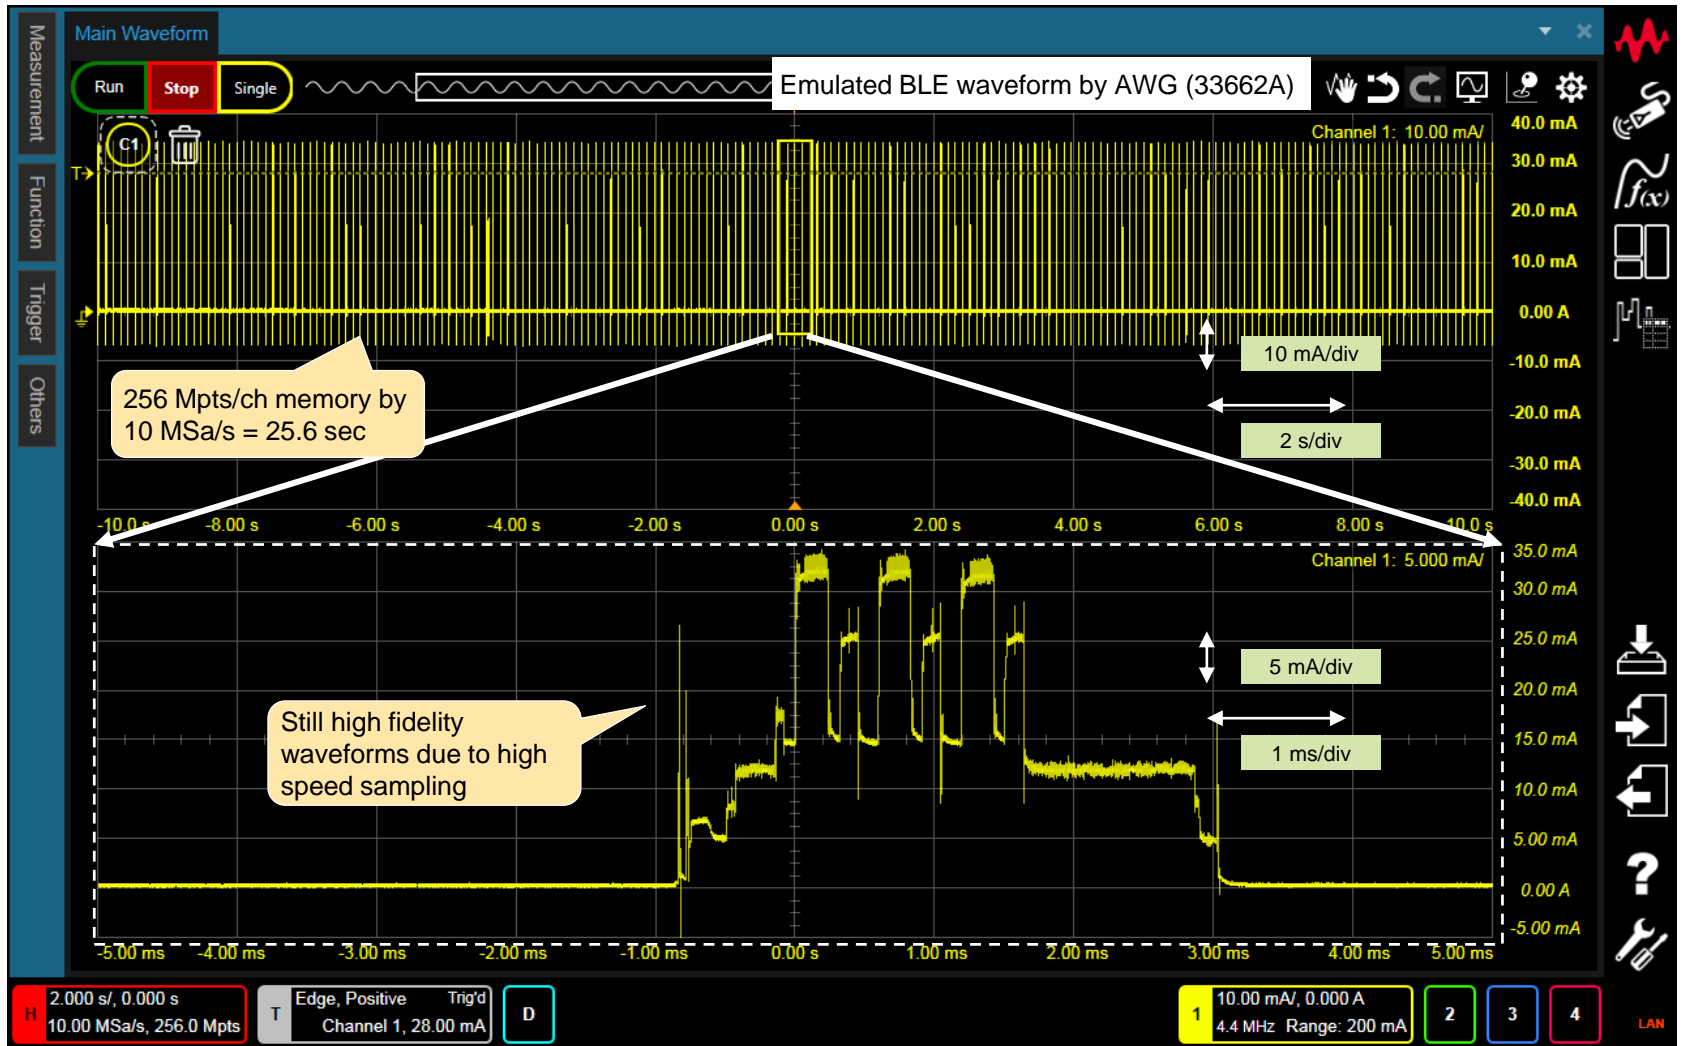 Main Waveform
Measurement
Function
Trigger
Others
Run
Stop
Single
Emulated BLE waveform by AWG (33662A)
C1
T
Channel 1: 10.00 mA/
40.0 mA
30.0 mA
20.0 mA
10.0 mA
0.00 A
-10.0 mA
-20.0 mA
-30.0 mA
-40.0 mA
10 mA/div
2 s/div
256 Mpts/ch memory by
10 MSa/s = 25.6 sec
-10.0 s
-8.00 s
-6.00 s
-4.00 s
-2.00 s
0.00 s
2.00 s
4.00 s
6.00 s
8.00 s
10.0 s
Channel 1: 5.000 mA/
35.0 mA
30.0 mA
25.0 mA
20.0 mA
15.0 mA
10.0 mA
5.00 mA
0.00 A
-5.00 mA
5 mA/div
1 ms/div
Still high fidelity
waveforms due to high
speed sampling
-5.00 ms
-4.00 ms
-3.00 ms
-2.00 ms
-1.00 ms
0.00 s
1.00 ms
2.00 ms
3.00 ms
4.00 ms
5.00 ms
f(x)
?
H
2.000 s/, 0.000 s
10.00 MSa/s, 256.0 Mpts
T
Edge, Positive Trig'd
Channel 1, 28.00 mA
D
1
10.00 mA/, 0.000 A
4.4 MHz Range: 200 mA
2
3
4
LAN